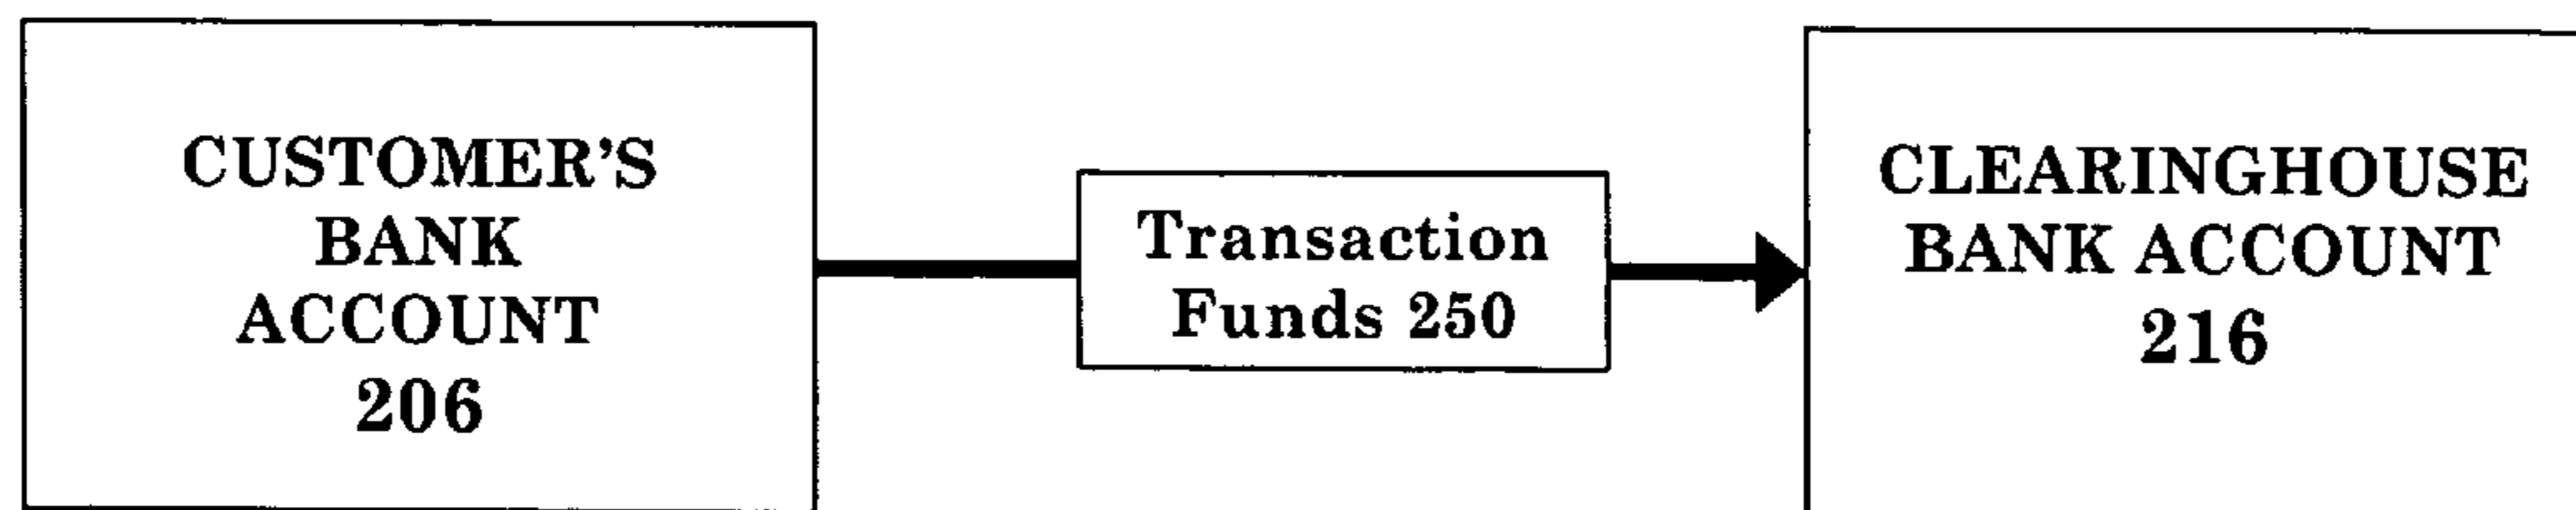 CUSTOMER'S
BANK
ACCOUNT
206
Transaction
Funds 250
CLEARINGHOUSE
BANK ACCOUNT
216